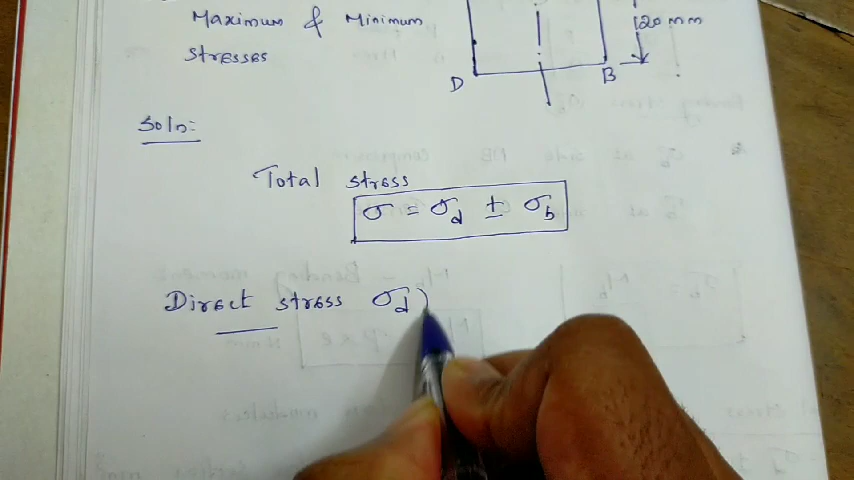 Maximum & Minimum
stresses
120 mm
D
B
Soln:
Total stress
σ = σd ± σb
Direct stress σd)